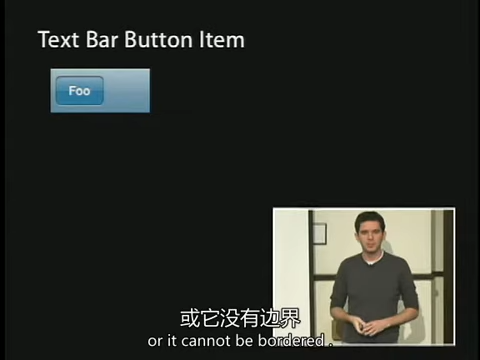 Text Bar Button Item
Foo
或它没有边界
or it cannot be bordered .